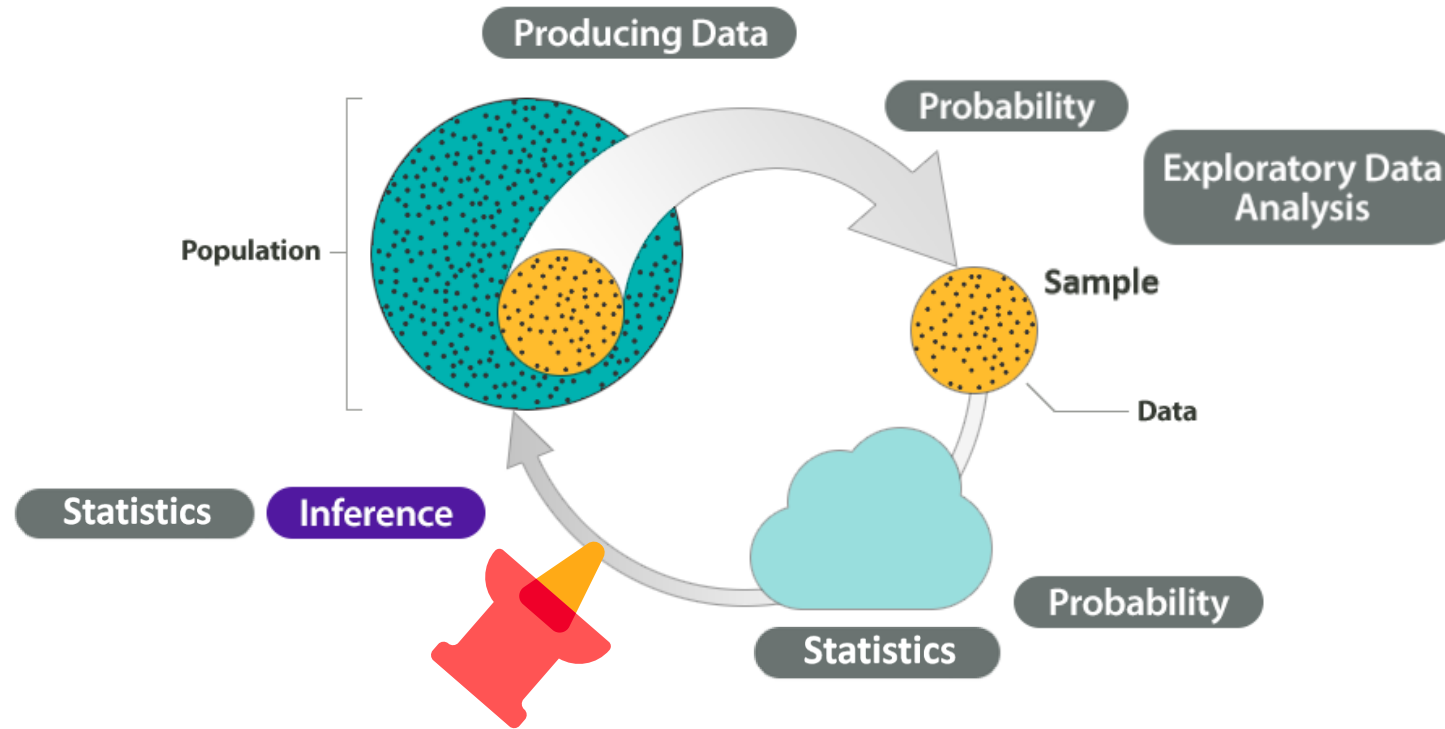 Producing Data
Probability
Exploratory Data
Analysis
Population
Sample
Data
Statistics
Inference
Probability
Statistics